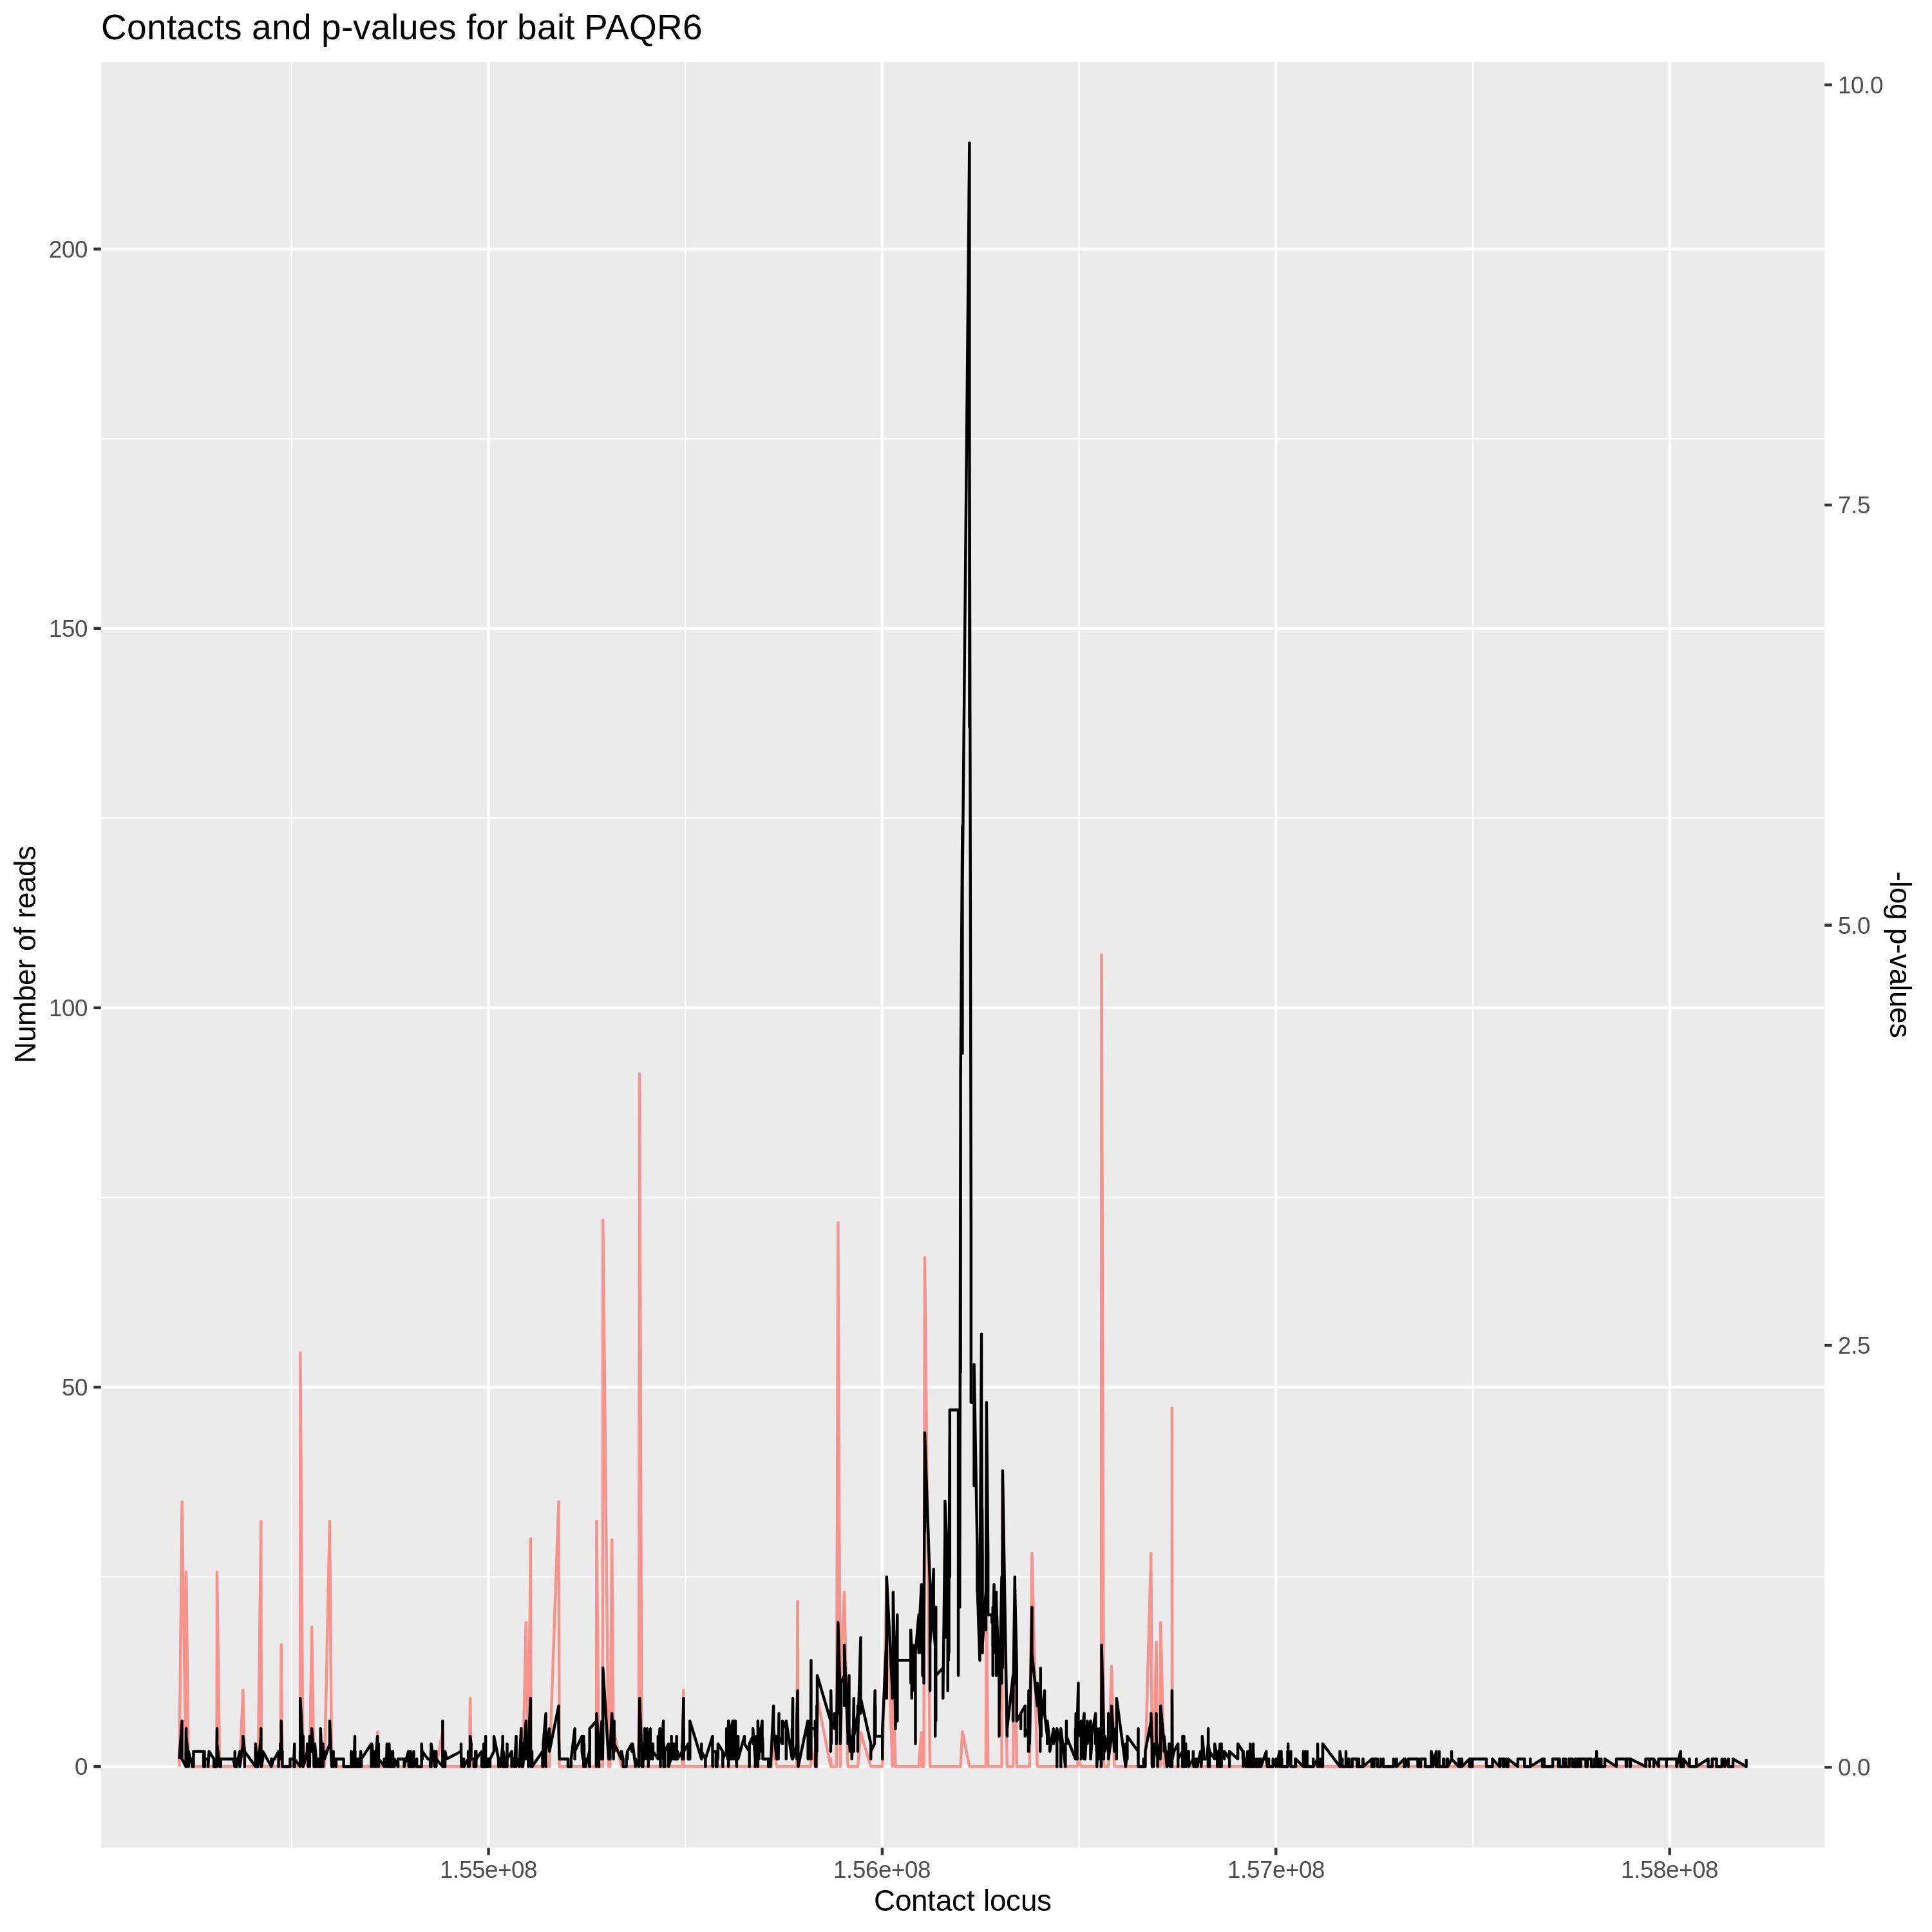 Contacts and p-values for bait PAQR6
Number of reads
200
150
100
50
0
10.0
7.5
5.0
2.5
0.0
-log p-values
1.55e+08
1.56e+08
1.57e+08
1.58e+08
Contact locus